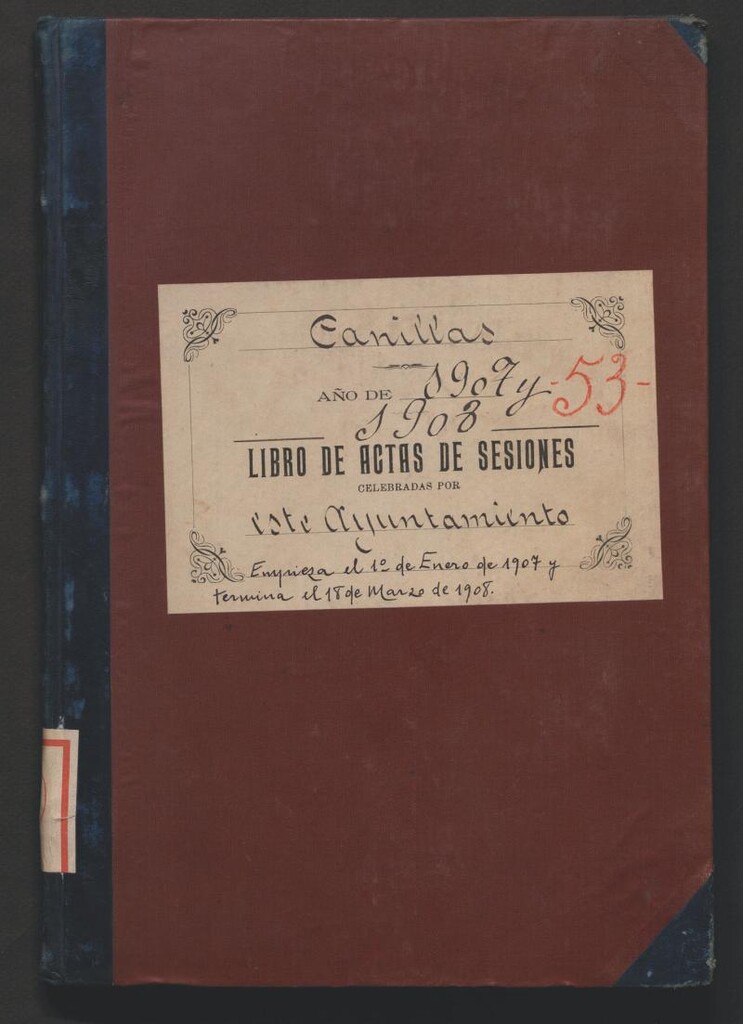 Canillas
AÑO DE 1907 y -53-
1908
LIBRO DE ACTAS DE SESIONES
CELEBRADAS POR
este Ayuntamiento
Empieza el 1º de Enero de 1907 y
termina el 18 de Marzo de 1908.